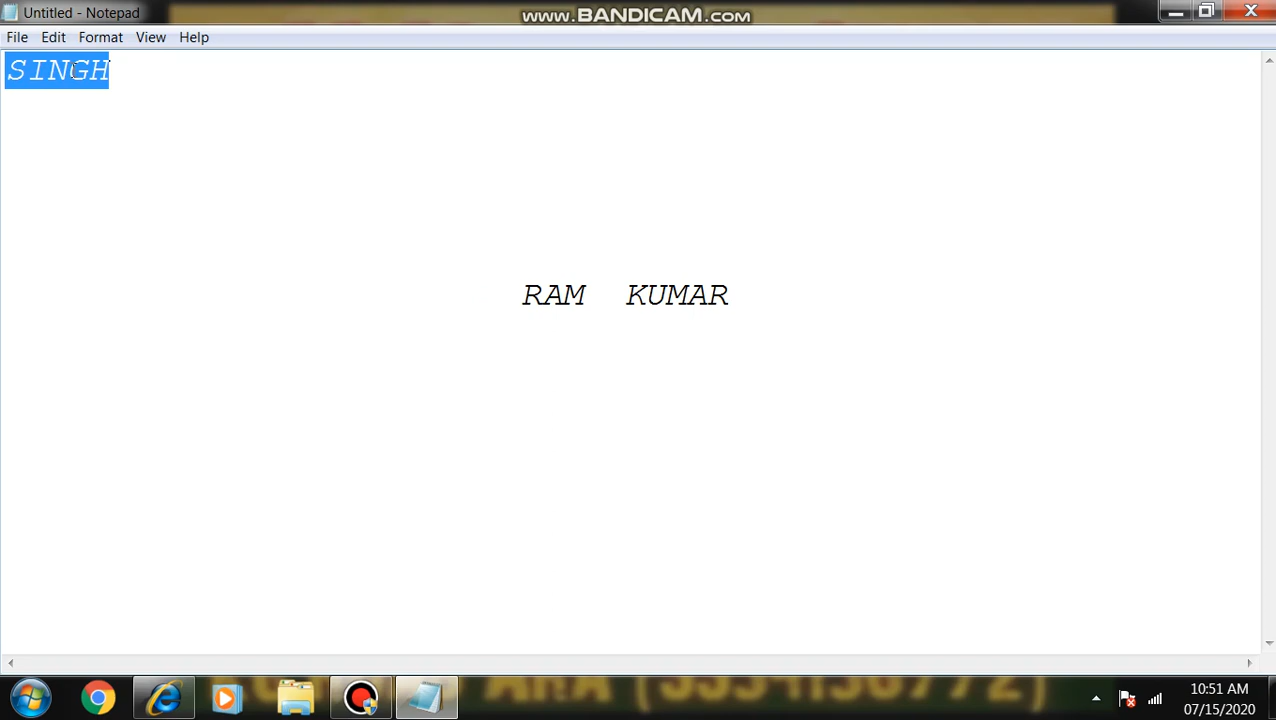 Untitled - Notepad
www.BANDICAM.com
File Edit Format View Help
SINGH
RAM KUMAR
10:51 AM
07/15/2020